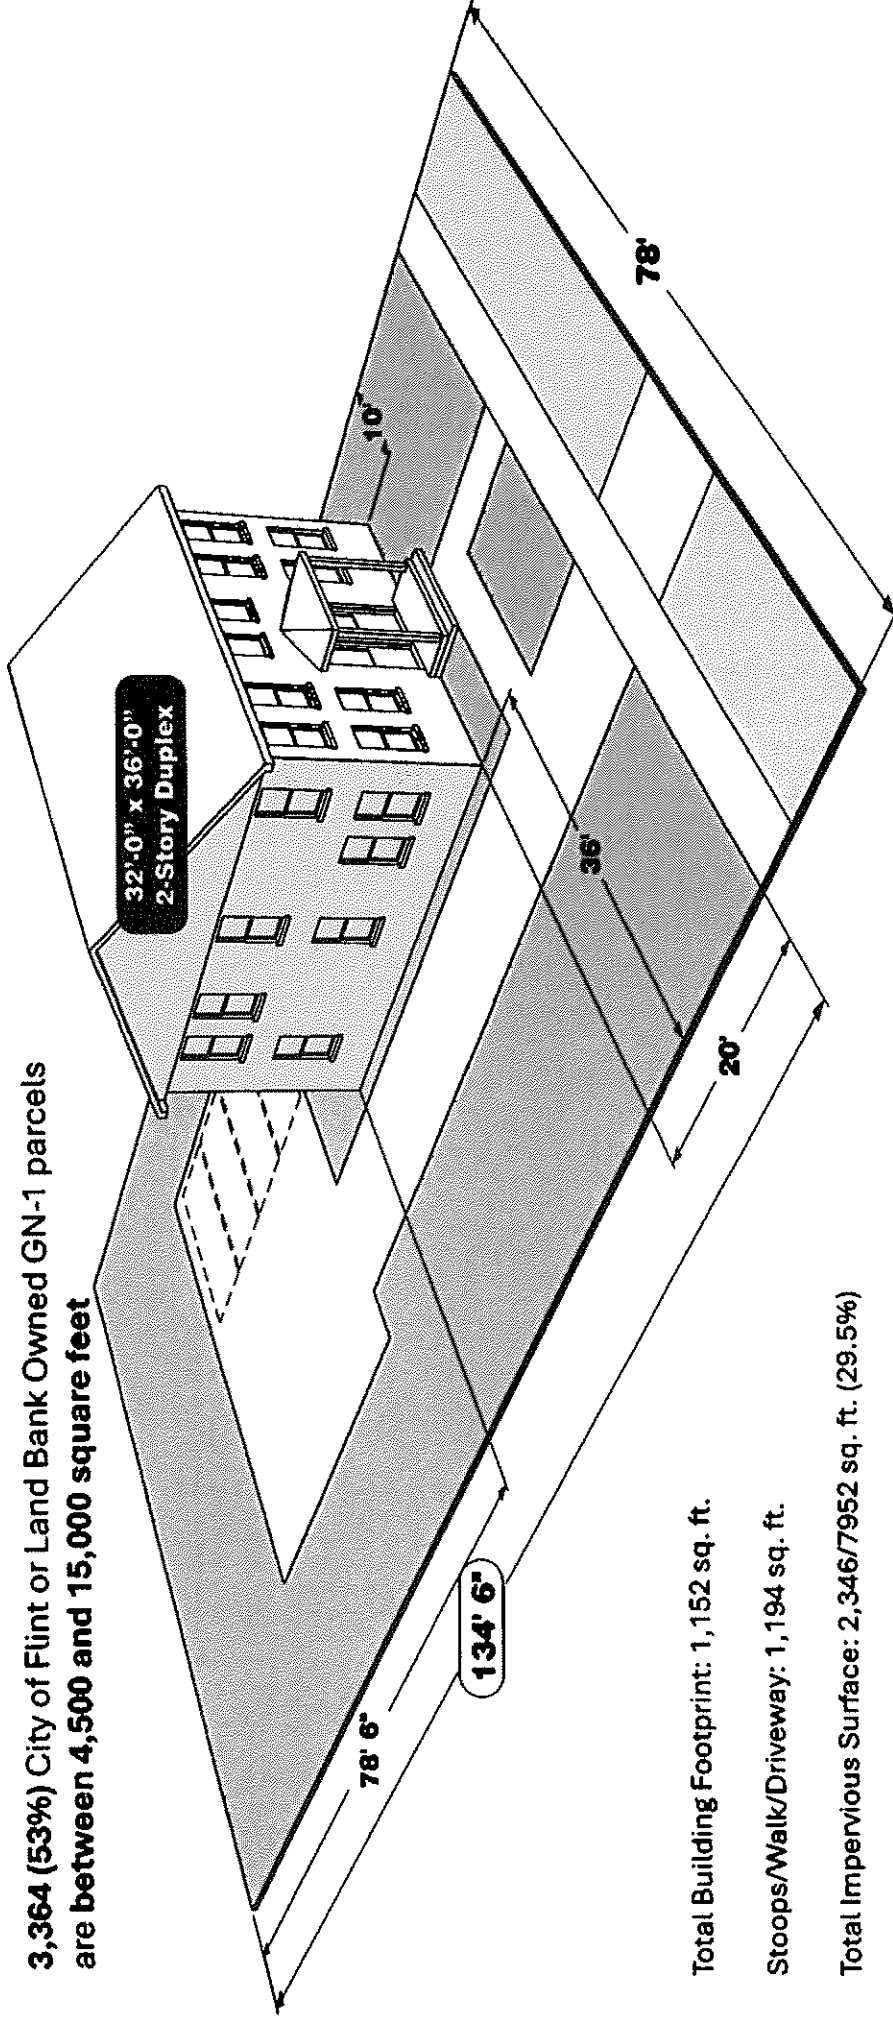 3,364 (53%) City of Flint or Land Bank Owned GN-1 parcels
are between 4,500 and 15,000 square feet
32'-0" x 36'-0"
2-Story Duplex
10'
78'
36'
20'
78' 6"
134' 6"
Total Building Footprint: 1,152 sq. ft.
Stoops/Walk/Driveway: 1,194 sq. ft.
Total Impervious Surface: 2,346/7952 sq. ft. (29.5%)